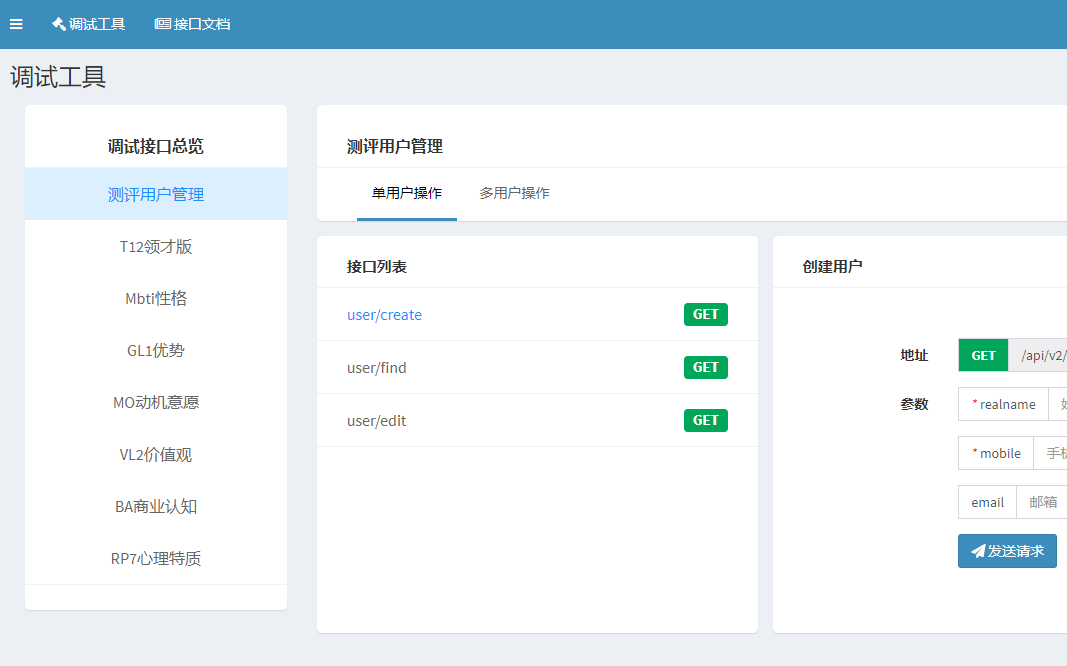 调试工具 接口文档
调试工具
调试接口总览
测评用户管理
T12领才版
Mbti性格
GL1优势
MO动机意愿
VL2价值观
BA商业认知
RP7心理特质
测评用户管理
单用户操作 多用户操作
接口列表
user/create GET
user/find GET
user/edit GET
创建用户
地址 GET /api/v2/
参数 *realname
*mobile 手机
email 邮箱
发送请求